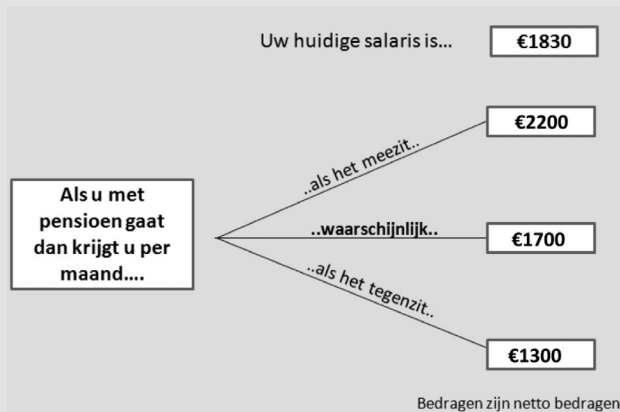 Uw huidige salaris is...
€1830
€2200
..als het meezit..
Als u met
pensioen gaat
dan krijgt u per
maand....
..waarschijnlijk..
€1700
..als het tegenzit..
€1300
Bedragen zijn netto bedragen